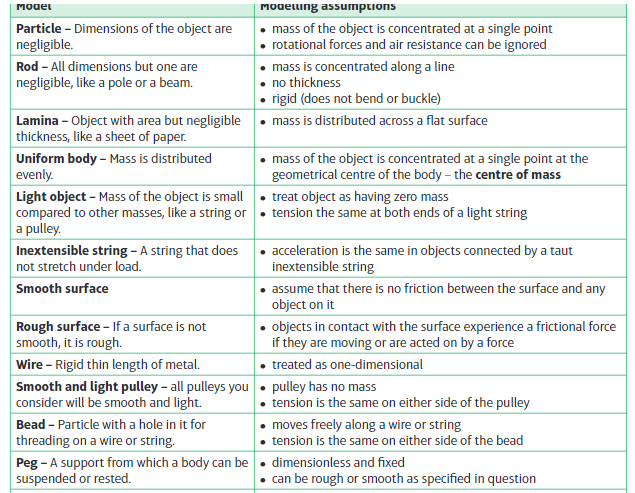 Model
Modelling assumptions
Particle – Dimensions of the object are
negligible.
• mass of the object is concentrated at a single point
• rotational forces and air resistance can be ignored
Rod – All dimensions but one are
negligible, like a pole or a beam.
• mass is concentrated along a line
• no thickness
• rigid (does not bend or buckle)
Lamina – Object with area but negligible
thickness, like a sheet of paper.
• mass is distributed across a flat surface
Uniform body – Mass is distributed
evenly.
• mass of the object is concentrated at a single point at the
geometrical centre of the body – the centre of mass
Light object – Mass of the object is small
compared to other masses, like a string or
a pulley.
• treat object as having zero mass
• tension the same at both ends of a light string
Inextensible string – A string that does
not stretch under load.
• acceleration is the same in objects connected by a taut
inextensible string
Smooth surface
• assume that there is no friction between the surface and any
object on it
Rough surface – If a surface is not
smooth, it is rough.
• objects in contact with the surface experience a frictional force
if they are moving or are acted on by a force
Wire – Rigid thin length of metal.
• treated as one-dimensional
Smooth and light pulley – all pulleys you
consider will be smooth and light.
• pulley has no mass
• tension is the same on either side of the pulley
Bead – Particle with a hole in it for
threading on a wire or string.
• moves freely along a wire or string
• tension is the same on either side of the bead
Peg – A support from which a body can be
suspended or rested.
• dimensionless and fixed
• can be rough or smooth as specified in question